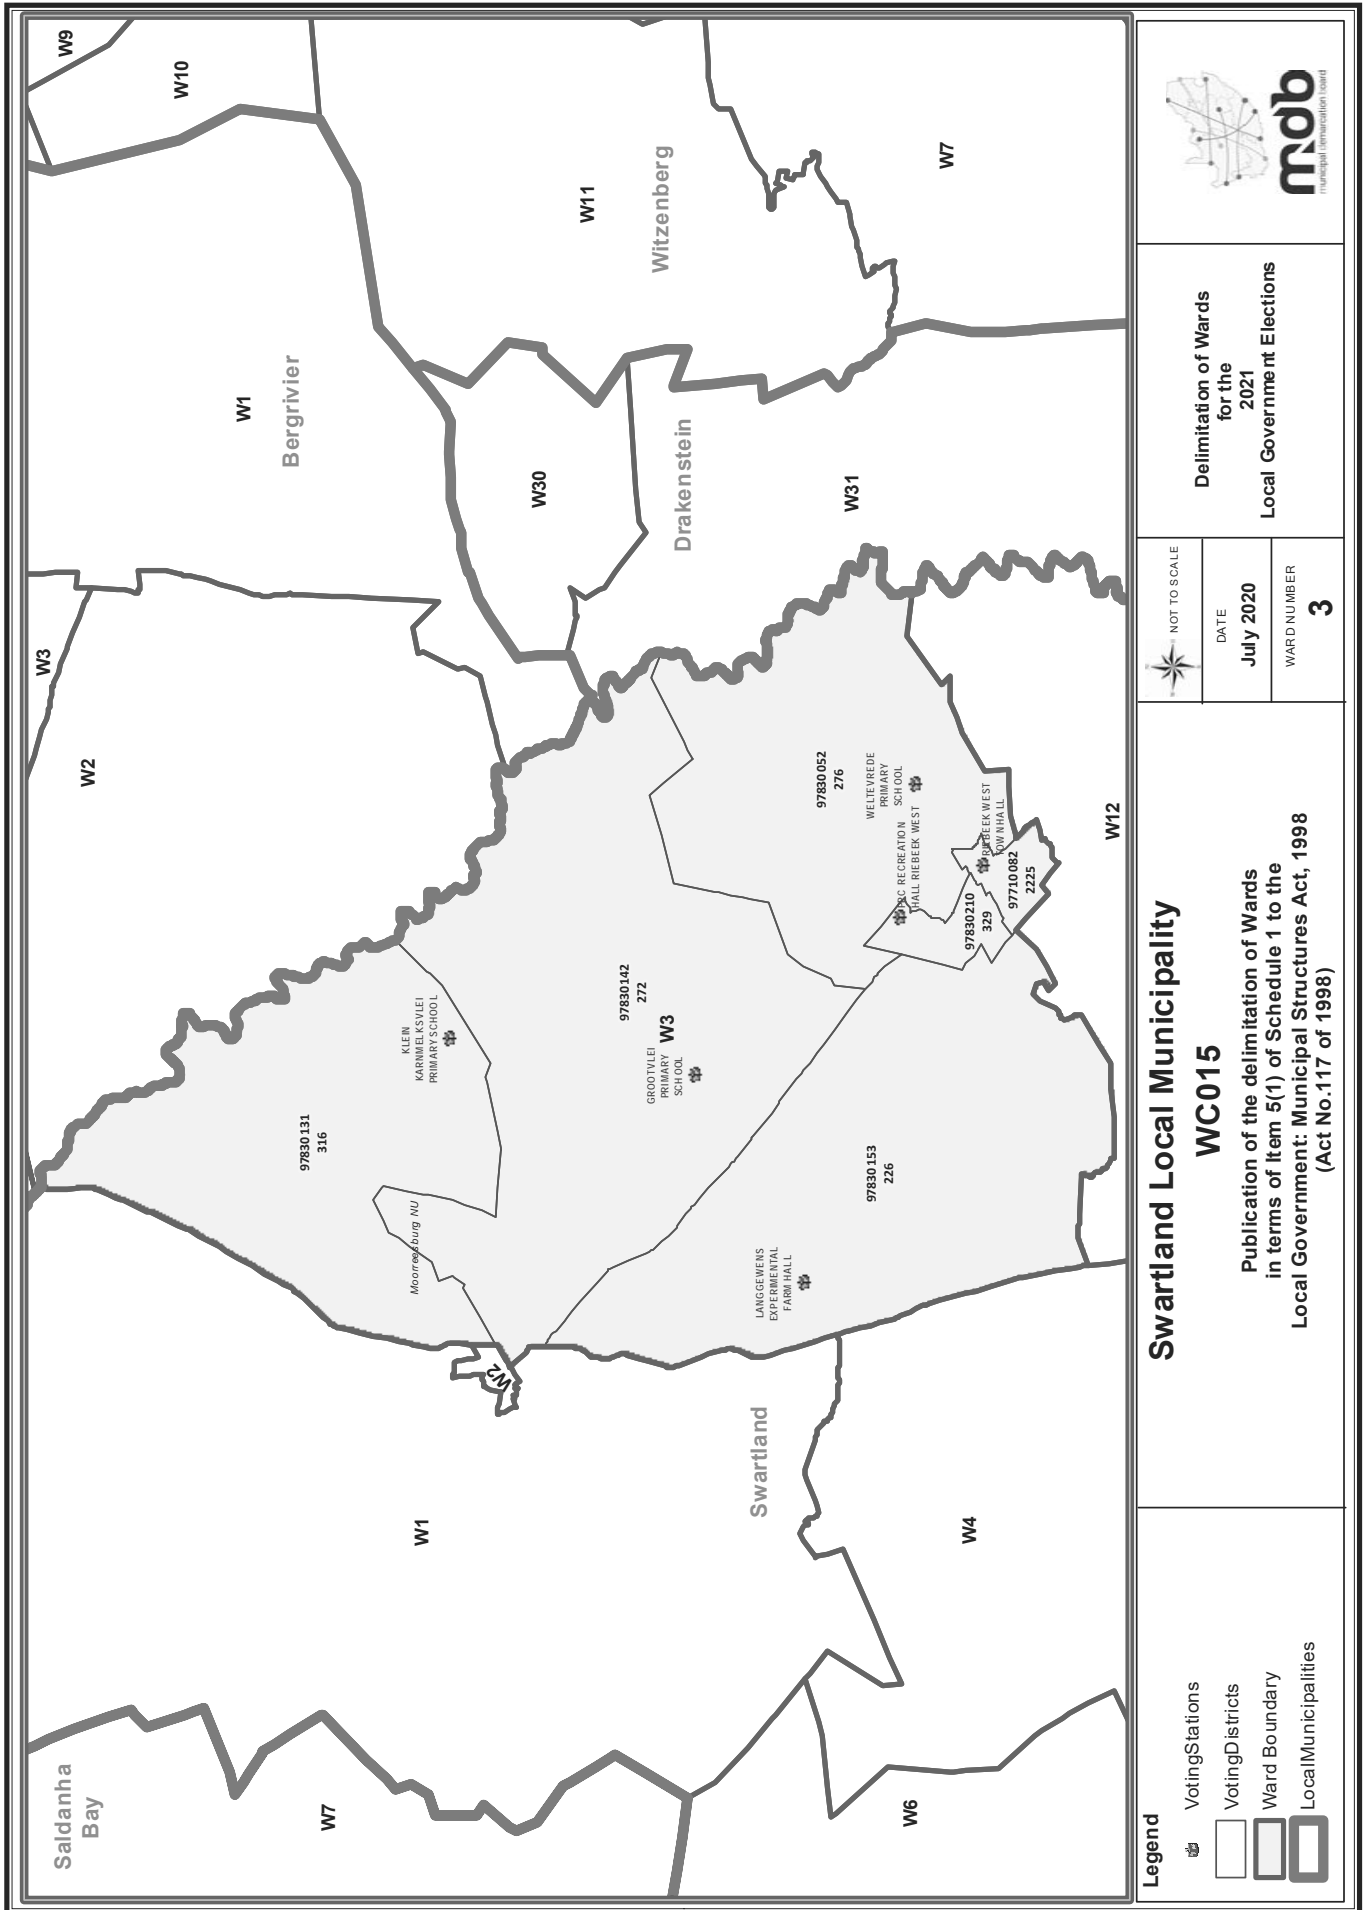 W9
W10
W1
Bergrivier
W11
Witzenberg
W7
W3
W2
W30
Drakenstein
W31
97830131
316
KLEIN
KARNMELKSVLEI
PRIMARY SCHOOL
Moorreesburg NU
97830142
272
W3
GROOTVLEI
PRIMARY
SCHOOL
97830052
276
WELTEVREDE
PRIMARY
SCHOOL
PRC RECREATION
HALL RIEBEEK WEST
RIEBEEK WEST
TOWNHALL
97830210
329
97710082
2225
W12
97830153
226
LANGGEWENS
EXPERIMENTAL
FARM HALL
W2
W1
Swartland
W4
Saldanha
Bay
W7
W6
Legend
VotingStations
VotingDistricts
Ward Boundary
LocalMunicipalities
Swartland Local Municipality
WC015
Publication of the delimitation of Wards
in terms of Item 5(1) of Schedule 1 to the
Local Government: Municipal Structures Act, 1998
(Act No.117 of 1998)
NOT TO SCALE
DATE
July 2020
WARD NUMBER
3
Delimitation of Wards
for the
2021
Local Government Elections
mdb
municipal demarcation board